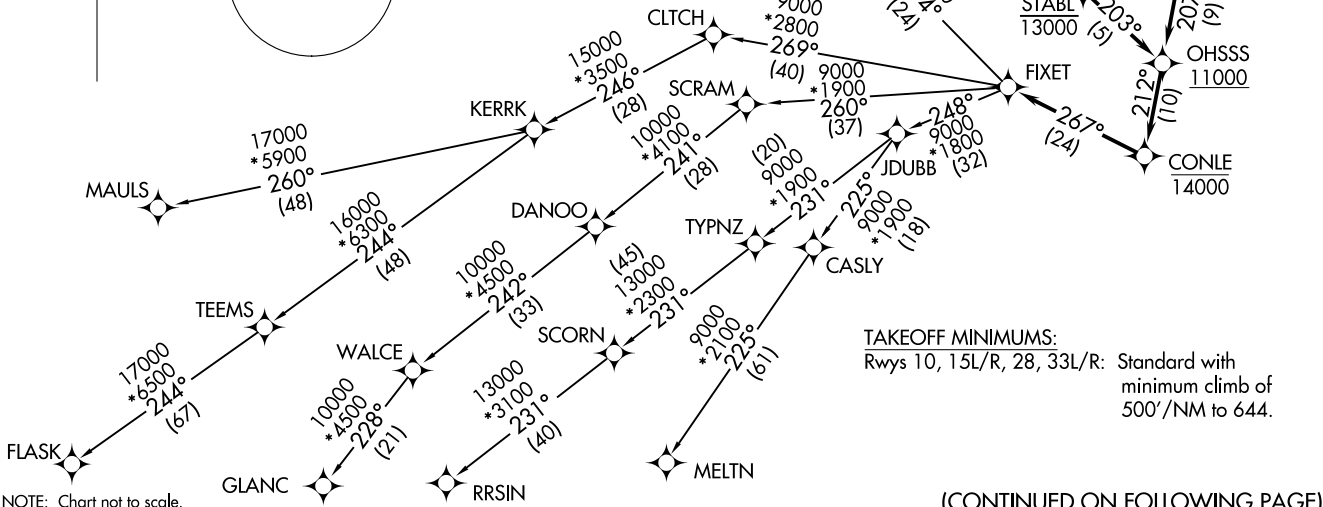 CLTCH
9000
*2800
269°
(40)
(24)
STABL
13000
203°
(5)
(9)
OHSSS
11000
212°
(10)
FIXET
267°
(24)
CONLE
14000
15000
*3500
246°
(28)
KERRK
SCRAM
9000
*1900
260°
(37)
248°
9000
*1800
(32)
JDUBB
17000
*5900
260°
(48)
MAULS
10000
*4100
241°
(28)
(20)
9000
*1900
231°
225°
9000
*1900
(18)
16000
*6300
244°
(48)
DANOO
TYPNZ
CASLY
10000
*4500
242°
(33)
(45)
13000
*2300
231°
TEEMS
WALCE
SCORN
9000
*2100
225°
(61)
TAKEOFF MINIMUMS:
Rwys 10, 15L/R, 28, 33L/R: Standard with
minimum climb of
500'/NM to 644.
17000
*6500
244°
(67)
10000
*4500
228°
(21)
13000
*3100
231°
(40)
FLASK
GLANC
RRSIN
MELTN
NOTE: Chart not to scale.
(CONTINUED ON FOLLOWING PAGE)